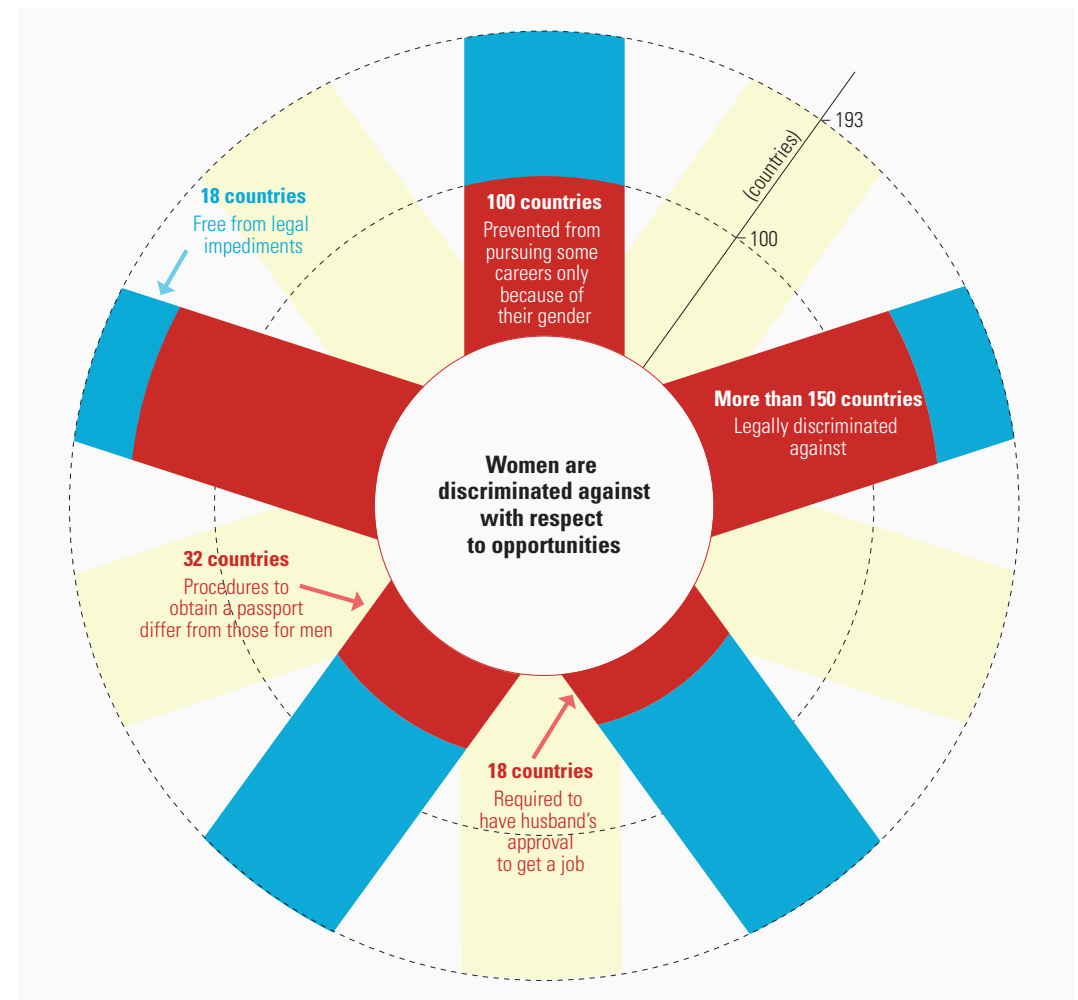 193
(countries)
100
18 countries
Free from legal
impediments
100 countries
Prevented from
pursuing some
careers only
because of
their gender
More than 150 countries
Legally discriminated
against
Women are
discriminated against
with respect
to opportunities
32 countries
Procedures to
obtain a passport
differ from those for men
18 countries
Required to
have husband’s
approval
to get a job